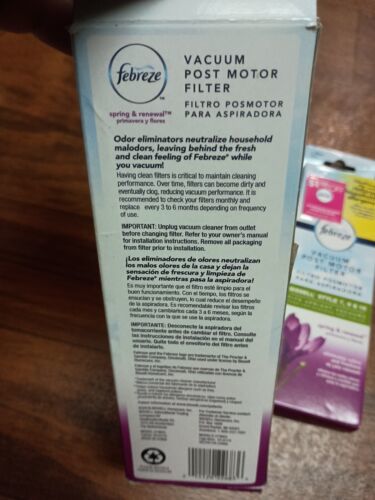 febreze™
spring & renewal™
primavera y flores
VACUUM
POST MOTOR
FILTER
FILTRO POSMOTOR
PARA ASPIRADORA
Odor eliminators neutralize household
malodors, leaving behind the fresh
and clean feeling of Febreze® while
you vacuum!
Having clean filters is critical to maintain cleaning
performance. Over time, filters can become dirty and
eventually clog, reducing vacuum performance. It is
recommended to check your filters monthly and
replace every 3 to 6 months depending on frequency
of use.
IMPORTANT: Unplug vacuum cleaner from outlet
before changing filter. Refer to your owner's manual
for installation instructions. Remove all packaging
from filter prior to installation.
¡Los eliminadores de olores neutralizan
los malos olores de la casa y dejan la
sensación de frescura y limpieza de
Febreze® mientras pasa la aspiradora!
Es muy importante que el filtro esté limpio para el
buen funcionamiento. Con el tiempo, los filtros se
ensucian y se obstruyen, lo cual reduce el desempeño
de la aspiradora. Es recomendable revisar los filtros
cada mes y cambiarlos cada 3 a 6 meses, según la
frecuencia con la que se usan.
IMPORTANTE: Desconecte la aspiradora del
tomacorriente antes de cambiar el filtro. Consulte
las instrucciones de instalación en el manual del
usuario. Quite todo el envoltorio del filtro antes
de instalarlo.
febreze
VACUUM
POST MOTOR
FILTER
FILTRO POSMOTOR
PARA ASPIRADORA
spring & renewal